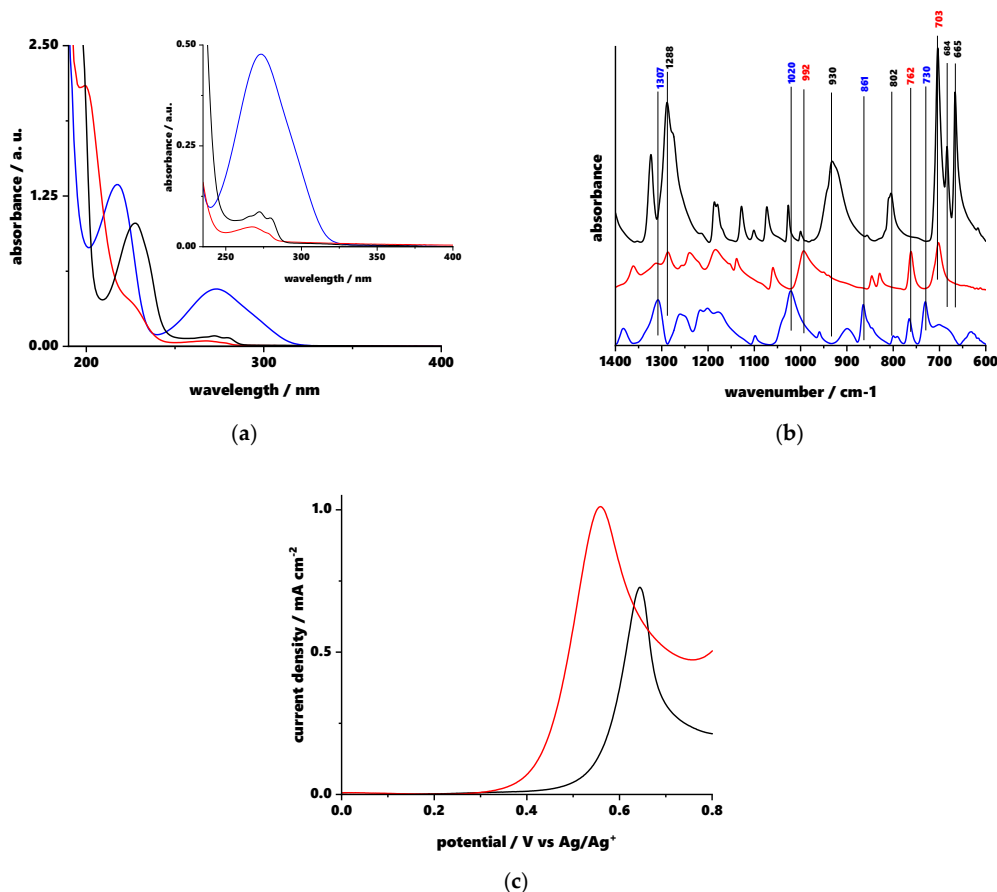 2.50
1.25
0.00
absorbance / a. u.
200
300
400
wavelength / nm
0.50
0.25
0.00
absorbance / a.u.
250
300
350
400
wavelength / nm
(a)
1307
1288
1020
992
930
861
802
762
730
703
684
665
absorbance
1400 1300 1200 1100 1000 900 800 700 600
wavenumber / cm-1
(b)
1.0
0.5
0.0
current density / mA cm-2
0.0 0.2 0.4 0.6 0.8
potential / V vs Ag/Ag+
(c)